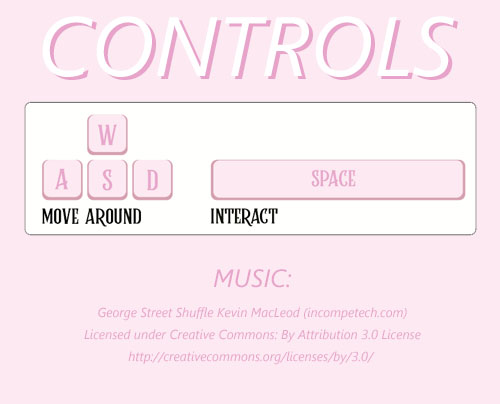 CONTROLS
W
A S D
SPACE
MOVE AROUND
INTERACT
MUSIC:
George Street Shuffle Kevin MacLeod (incompetech.com)
Licensed under Creative Commons: By Attribution 3.0 License
http://creativecommons.org/licenses/by/3.0/